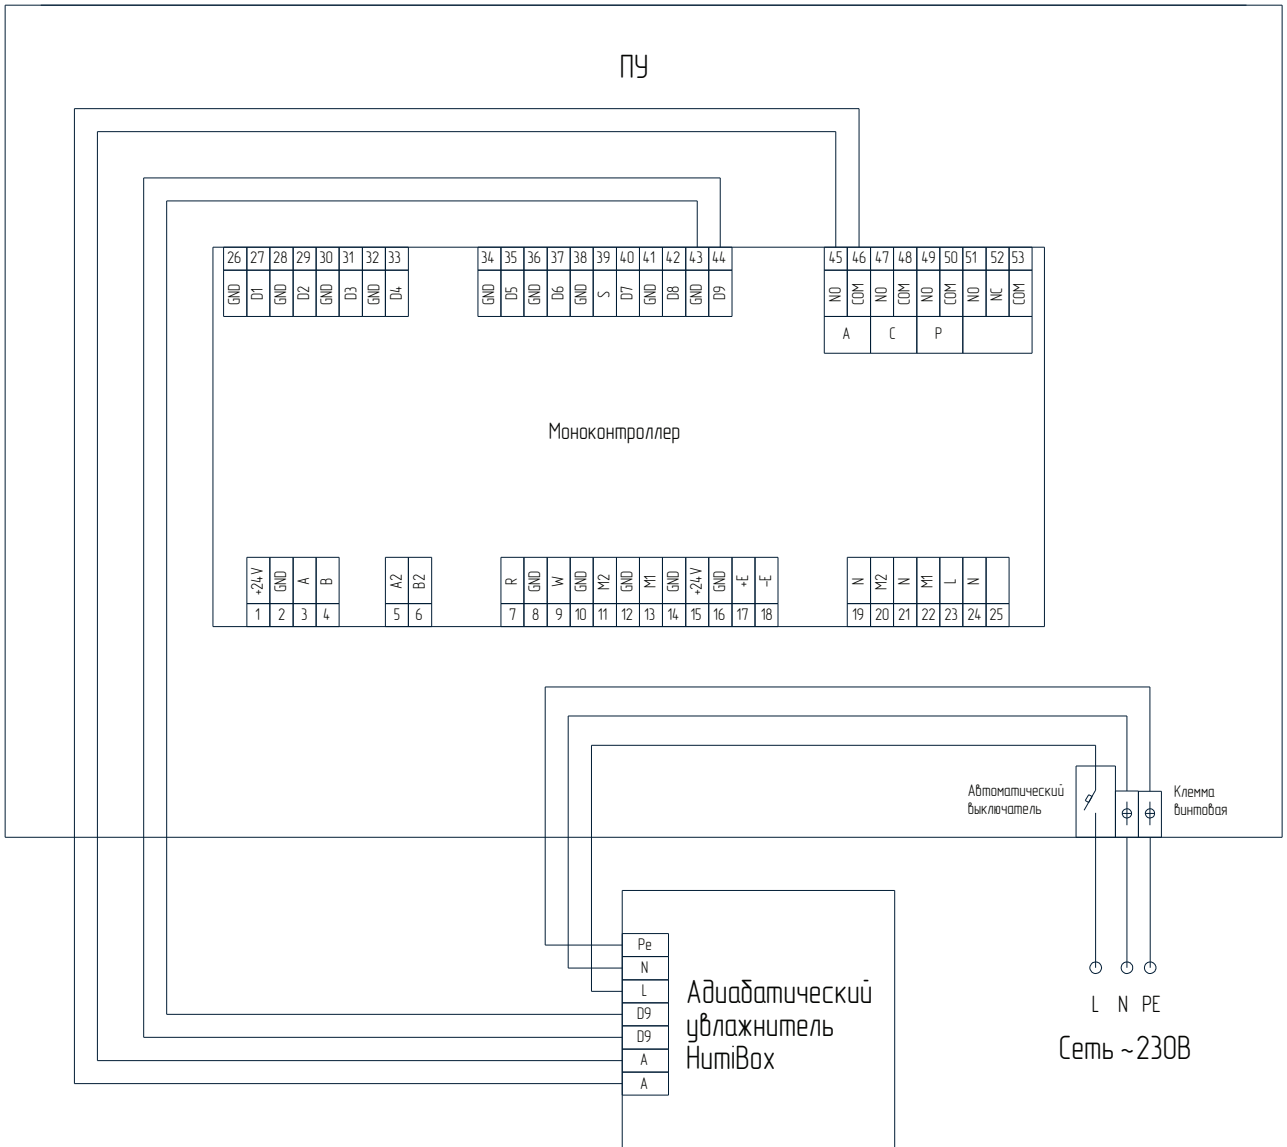 ПУ
26 27 28 29 30 31 32 33
GND D1 GND D2 GND D3 GND D4
34 35 36 37 38 39 40 41 42 43 44
GND D5 GND D6 GND S D7 GND D8 GND D9
45 46 47 48 49 50 51 52 53
NO COM NO COM NO COM NO NC COM
A C P
Моноконтроллер
+24V GND A B
1 2 3 4
A2 B2
5 6
R GND W GND M2 GND M1 GND +24V GND +E -E
7 8 9 10 11 12 13 14 15 16 17 18
N M2 N M1 L N
19 20 21 22 23 24 25
Автоматический
выключатель
Клемма
винтовая
Pe
N
L
D9
D9
A
A
Адиабатический
увлажнитель
HumiBox
L N PE
Сеть ~230В